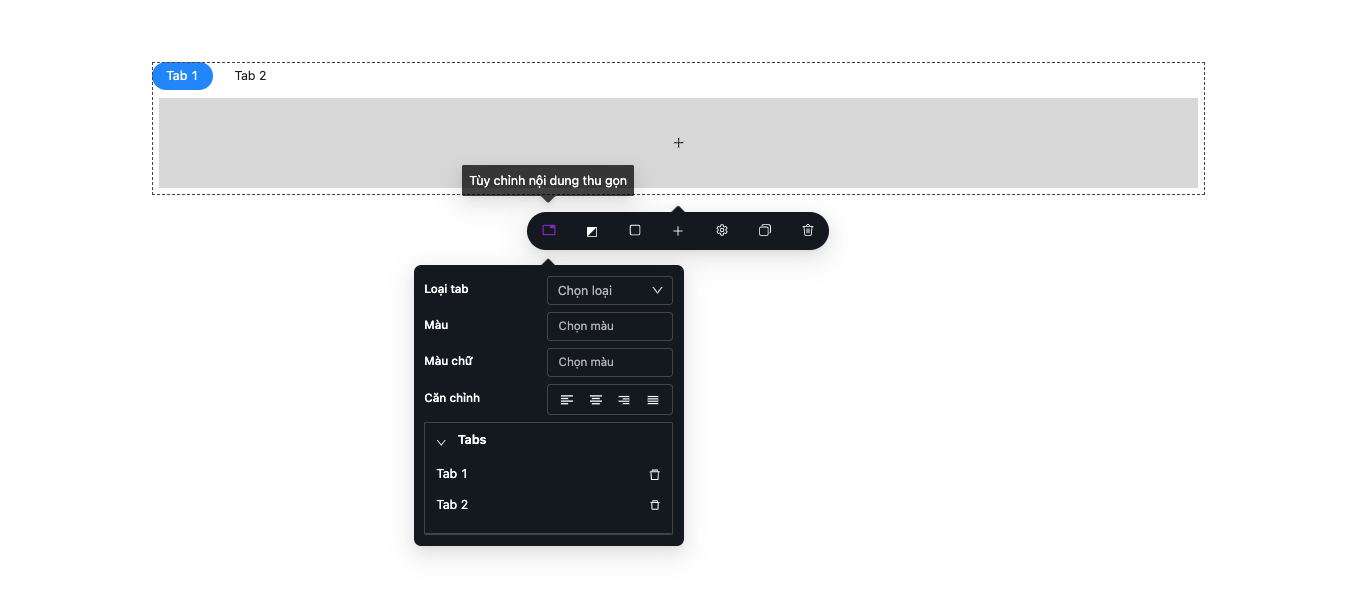 Tab 1 Tab 2
Tùy chỉnh nội dung thu gọn
Loại tab Chọn loại
Màu Chọn màu
Màu chữ Chọn màu
Căn chỉnh
Tabs
Tab 1
Tab 2